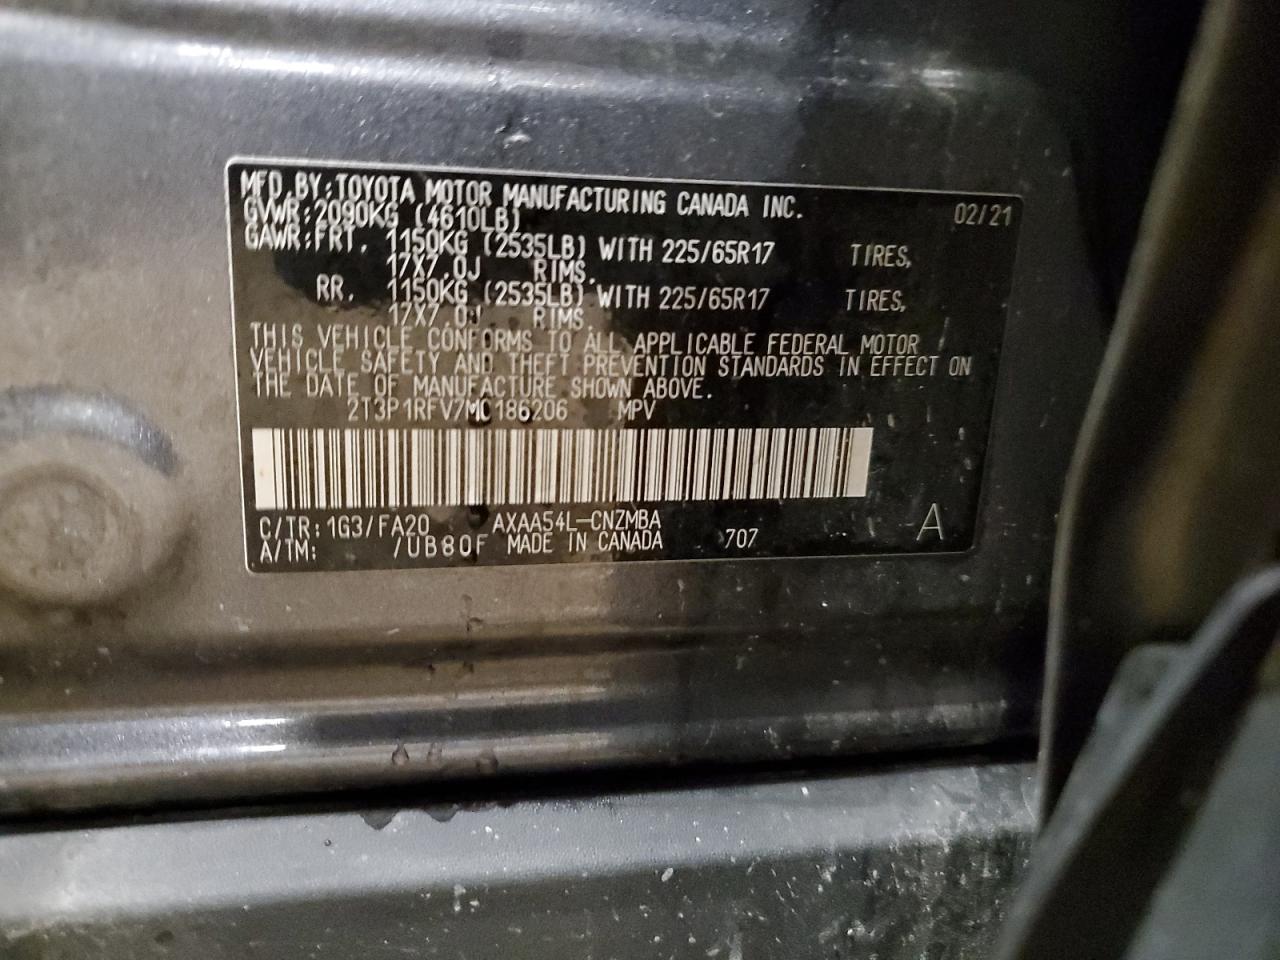 MFD.BY:TOYOTA MOTOR MANUFACTURING CANADA INC. 02/21
GVWR:2090KG (4610LB)
GAWR:FRT. 1150KG (2535LB) WITH 225/65R17 TIRES,
17X7.0J RIMS.
RR. 1150KG (2535LB) WITH 225/65R17 TIRES,
17X7.0J RIMS.
THIS VEHICLE CONFORMS TO ALL APPLICABLE FEDERAL MOTOR
VEHICLE SAFETY AND THEFT PREVENTION STANDARDS IN EFFECT ON
THE DATE OF MANUFACTURE SHOWN ABOVE.
2T3P1RFV7MC186206 MPV
C/TR:1G3/FA20 AXAA54L-CNZMBA
A/TM: /UB80F MADE IN CANADA 707 A